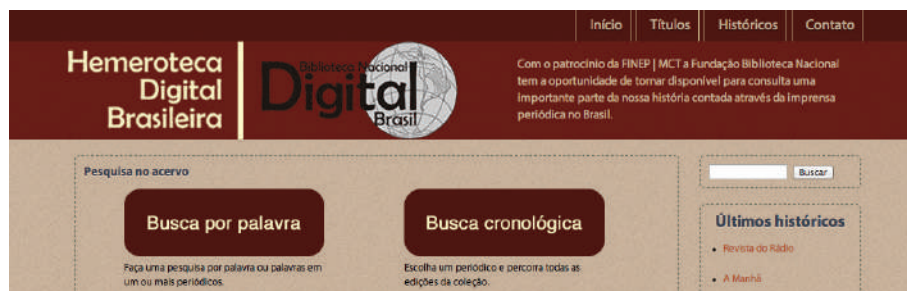 Início Títulos Históricos Contato
Hemeroteca
Digital
Brasileira
Biblioteca Nacional
Digital
Brasil
Com o patrocínio da FINEP | MCT a Fundação Biblioteca Nacional
tem a oportunidade de tornar disponível para consulta uma
importante parte da nossa história contada através da imprensa
periódica no Brasil.
Pesquisa no acervo
Busca por palavra
Faça uma pesquisa por palavra ou palavras em
um ou mais periódicos.
Busca cronológica
Escolha um periódico e percorra todas as
edições da coleção.
Buscar
Últimos históricos
• Revista do Rádio
• A Manhã